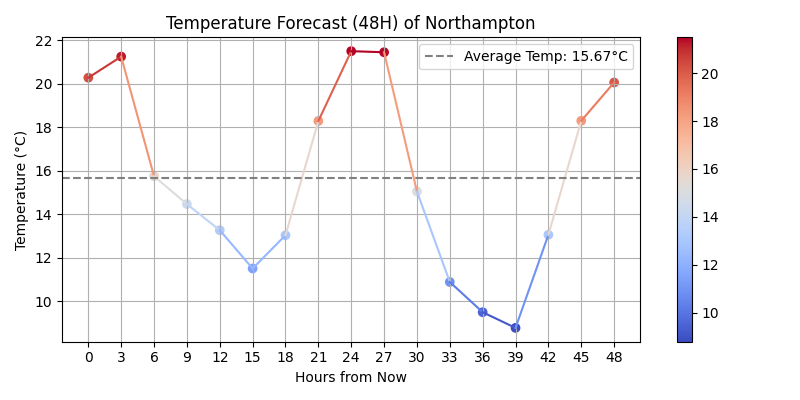 Temperature Forecast (48H) of Northampton
Average Temp: 15.67°C
Temperature (°C)
22
20
18
16
14
12
10
0 3 6 9 12 15 18 21 24 27 30 33 36 39 42 45 48
Hours from Now
20
18
16
14
12
10